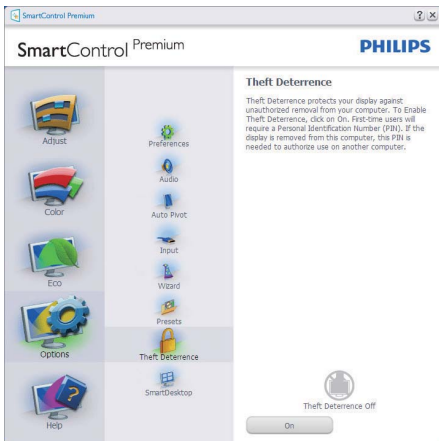 SmartControl Premium
? X
SmartControl Premium
PHILIPS
Adjust
Color
Eco
Options
Help
Preferences
Audio
Auto Pivot
Input
Wizard
Presets
Theft Deterrence
SmartDesktop
Theft Deterrence
Theft Deterrence protects your display against
unauthorized removal from your computer. To Enable
Theft Deterrence, click on On. First-time users will
require a Personal Identification Number (PIN). If the
display is removed from this computer, this PIN is
needed to authorize use on another computer.
Theft Deterrence Off
On